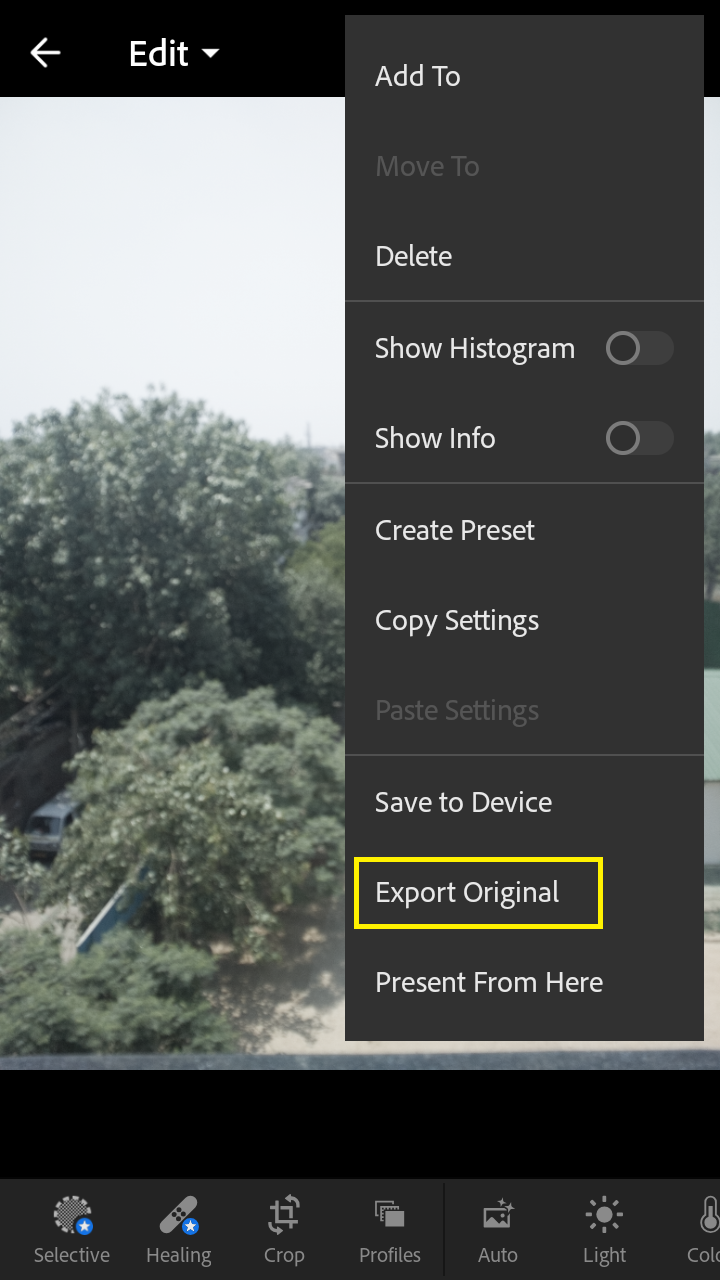 Edit
Add To
Move To
Delete
Show Histogram
Show Info
Create Preset
Copy Settings
Paste Settings
Save to Device
Export Original
Present From Here
Selective
Healing
Crop
Profiles
Auto
Light